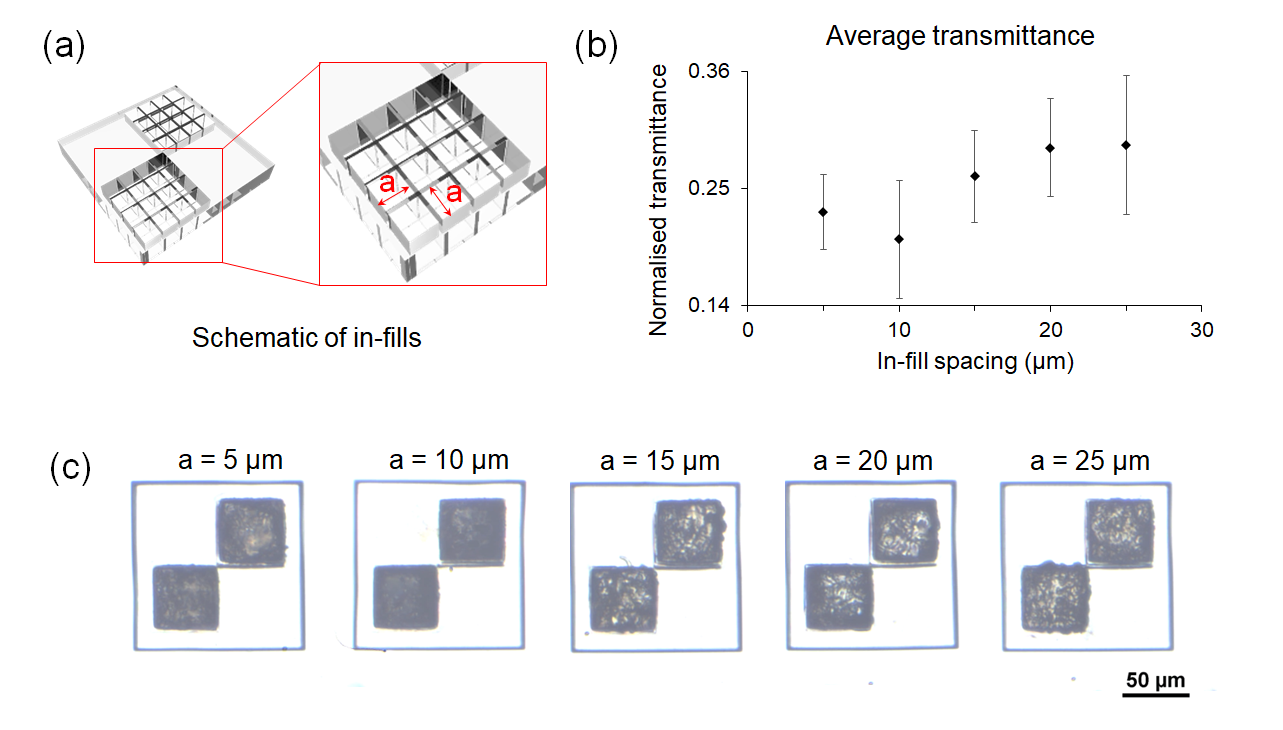 (a)
a
a
Schematic of in-fills
(b)
Average transmittance
Normalised transmittance
0.36
0.25
0.14
0
10
20
30
In-fill spacing (µm)
(c)
a = 5 µm
a = 10 µm
a = 15 µm
a = 20 µm
a = 25 µm
50 µm